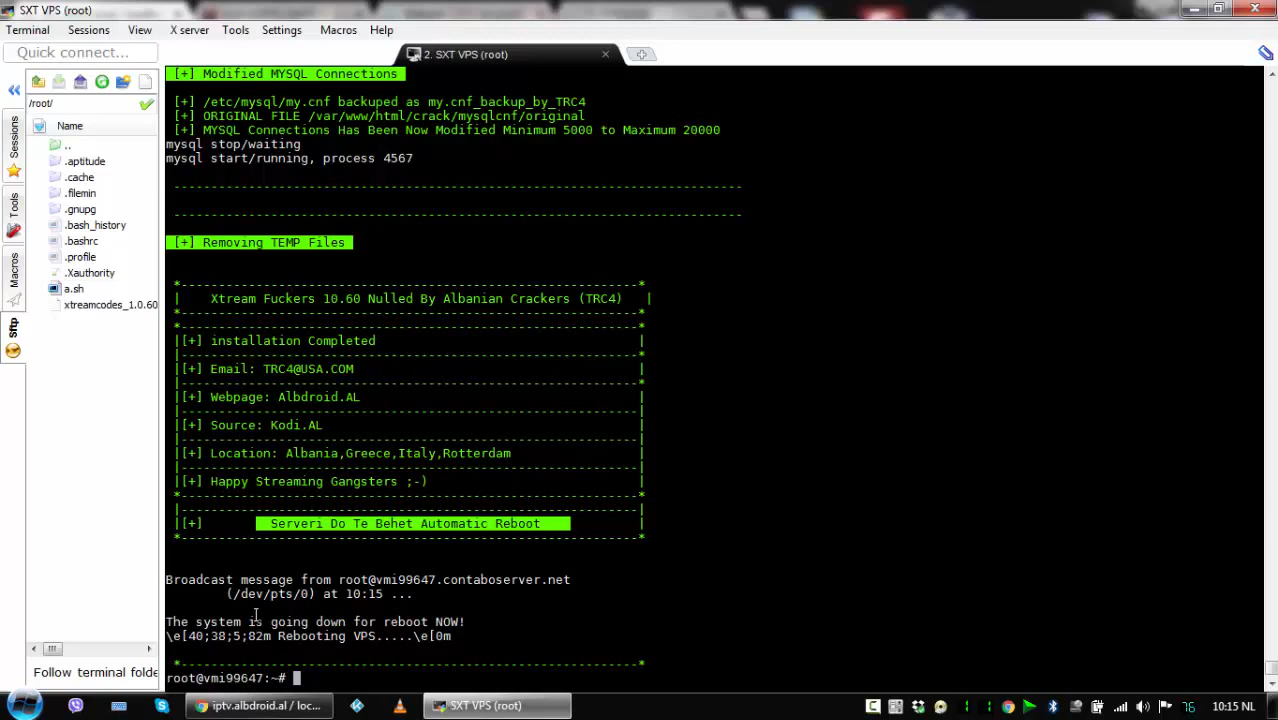 SXT VPS (root)
Terminal Sessions View X server Tools Settings Macros Help
Quick connect...
2. SXT VPS (root)
/root/
Name
..
.aptitude
.cache
.filemin
.gnupg
.bash_history
.bashrc
.profile
.Xauthority
a.sh
xtreamcodes_1.0.60
Sessions
Tools
Macros
Sftp
Follow terminal folde
[+] Modified MYSQL Connections
[+] /etc/mysql/my.cnf backuped as my.cnf_backup_by_TRC4
[+] ORIGINAL FILE /var/www/html/crack/mysqlcnf/original
[+] MYSQL Connections Has Been Now Modified Minimum 5000 to Maximum 20000
mysql stop/waiting
mysql start/running, process 4567
[+] Removing TEMP Files
| Xtream Fuckers 10.60 Nulled By Albanian Crackers (TRC4) |
|[+] installation Completed |
|[+] Email: TRC4@USA.COM |
|[+] Webpage: Albdroid.AL |
|[+] Source: Kodi.AL |
|[+] Location: Albania,Greece,Italy,Rotterdam |
|[+] Happy Streaming Gangsters ;-) |
|[+] Serveri Do Te Behet Automatic Reboot |
Broadcast message from root@vmi99647.contaboserver.net
(/dev/pts/0) at 10:15 ...
The system is going down for reboot NOW!
\e[40;38;5;82m Rebooting VPS.....\e[0m
root@vmi99647:~#
iptv.albdroid.al / loc...
SXT VPS (root)
76
10:15 NL